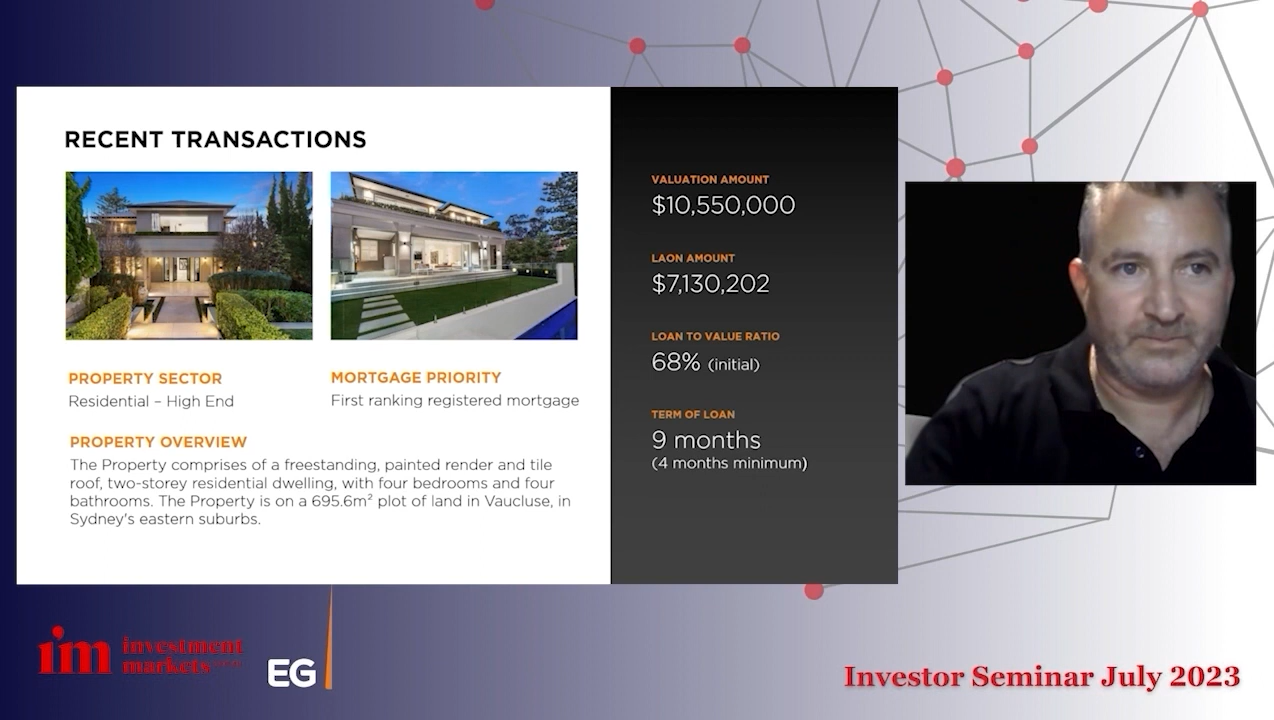 RECENT TRANSACTIONS
PROPERTY SECTOR
Residential – High End
MORTGAGE PRIORITY
First ranking registered mortgage
PROPERTY OVERVIEW
The Property comprises of a freestanding, painted render and tile
roof, two-storey residential dwelling, with four bedrooms and four
bathrooms. The Property is on a 695.6m² plot of land in Vaucluse, in
Sydney's eastern suburbs.
VALUATION AMOUNT
$10,550,000
LAON AMOUNT
$7,130,202
LOAN TO VALUE RATIO
68% (initial)
TERM OF LOAN
9 months
(4 months minimum)
im investment
markets
EG
Investor Seminar July 2023